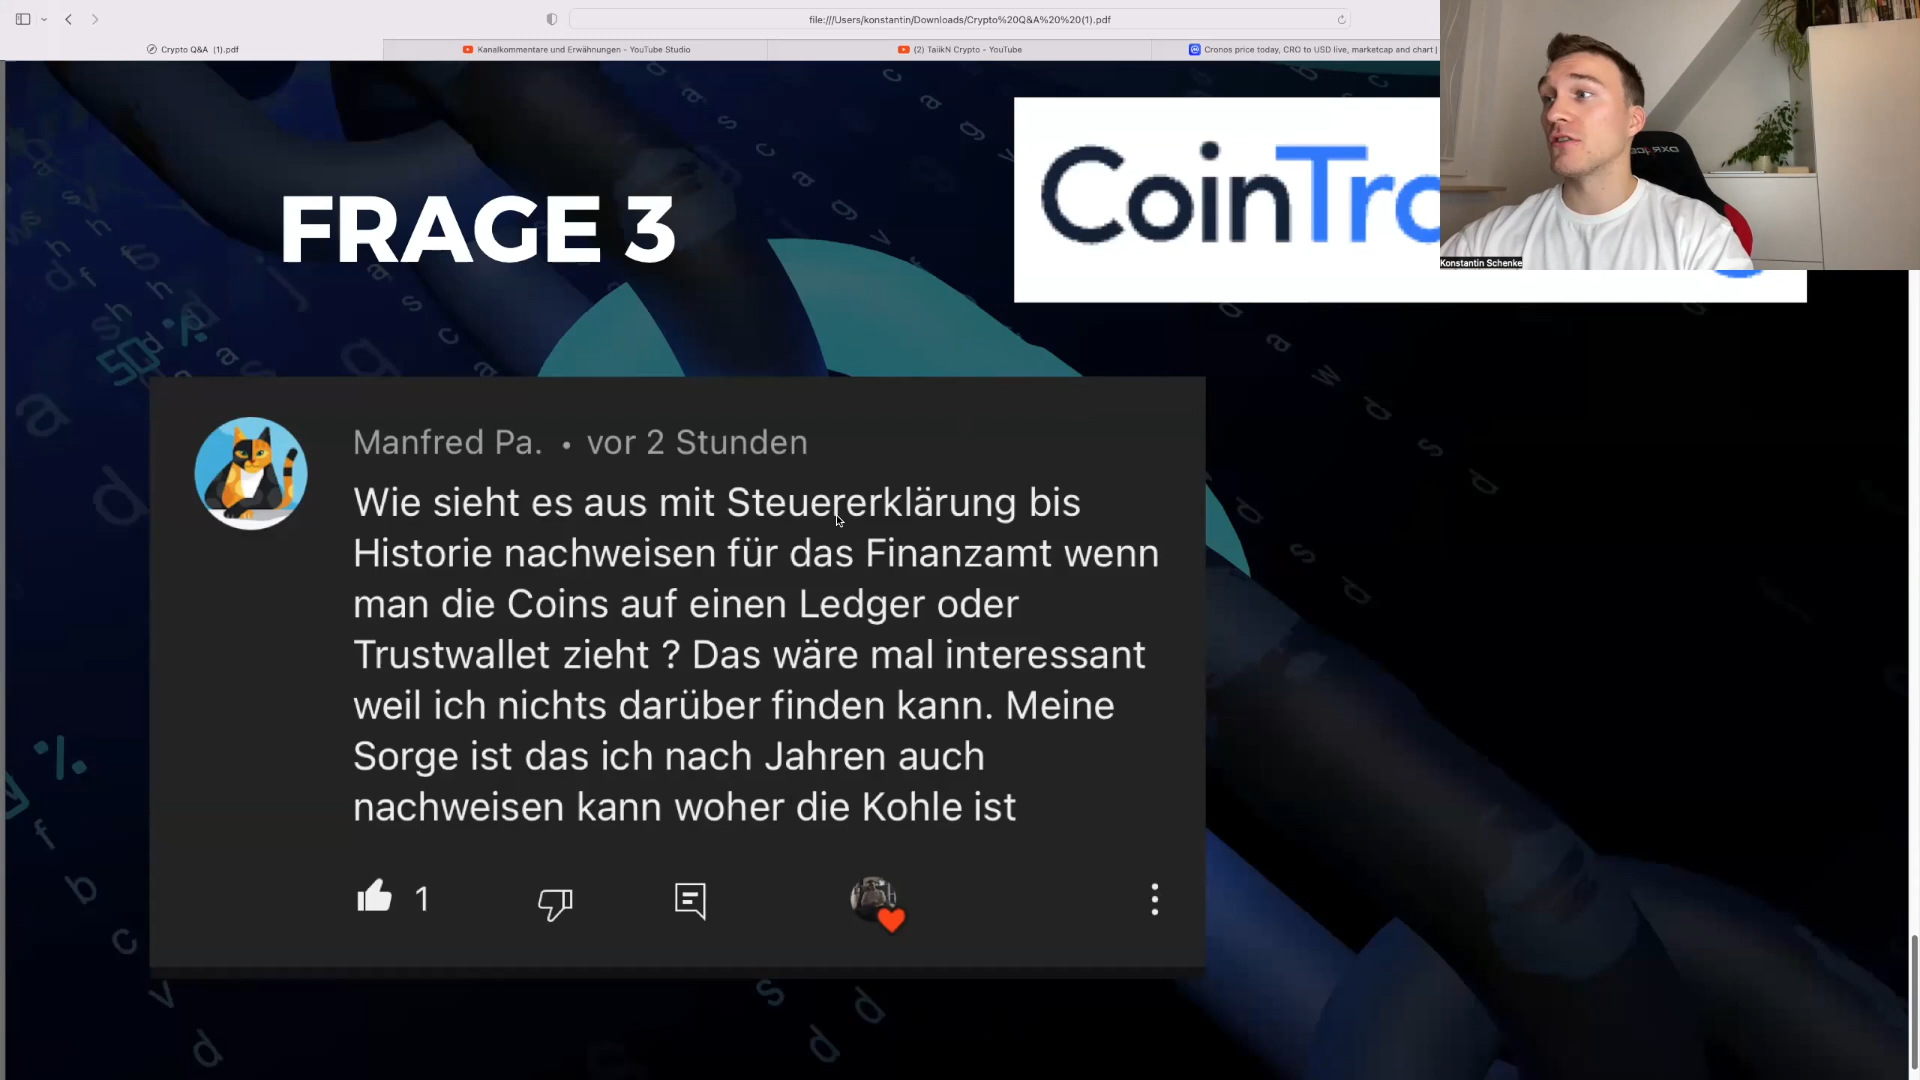 file:///Users/konstantin/Downloads/Crypto%20Q&A%20%20(1).pdf
Crypto Q&A (1).pdf
Kanalkommentare und Erwähnungen - YouTube Studio
(2) TaiikN Crypto - YouTube
Cronos price today, CRO to USD live, marketcap and chart |
CoinTra
FRAGE 3
Konstantin Schenke
Manfred Pa. • vor 2 Stunden
Wie sieht es aus mit Steuererklärung bis
Historie nachweisen für das Finanzamt wenn
man die Coins auf einen Ledger oder
Trustwallet zieht ? Das wäre mal interessant
weil ich nichts darüber finden kann. Meine
Sorge ist das ich nach Jahren auch
nachweisen kann woher die Kohle ist
1